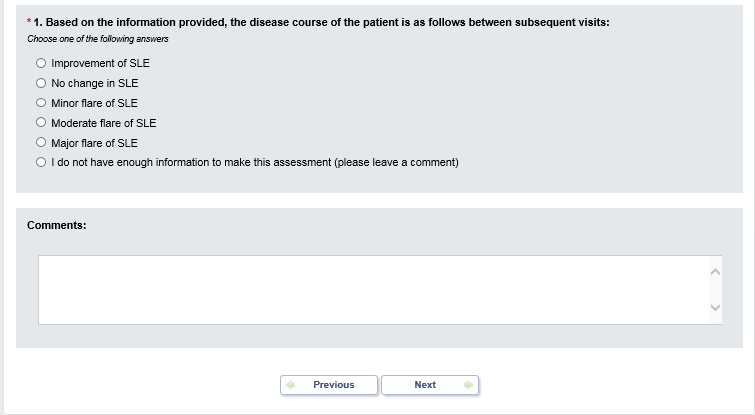 * 1. Based on the information provided, the disease course of the patient is as follows between subsequent visits:
Choose one of the following answers
Improvement of SLE
No change in SLE
Minor flare of SLE
Moderate flare of SLE
Major flare of SLE
I do not have enough information to make this assessment (please leave a comment)
Comments:
Previous
Next